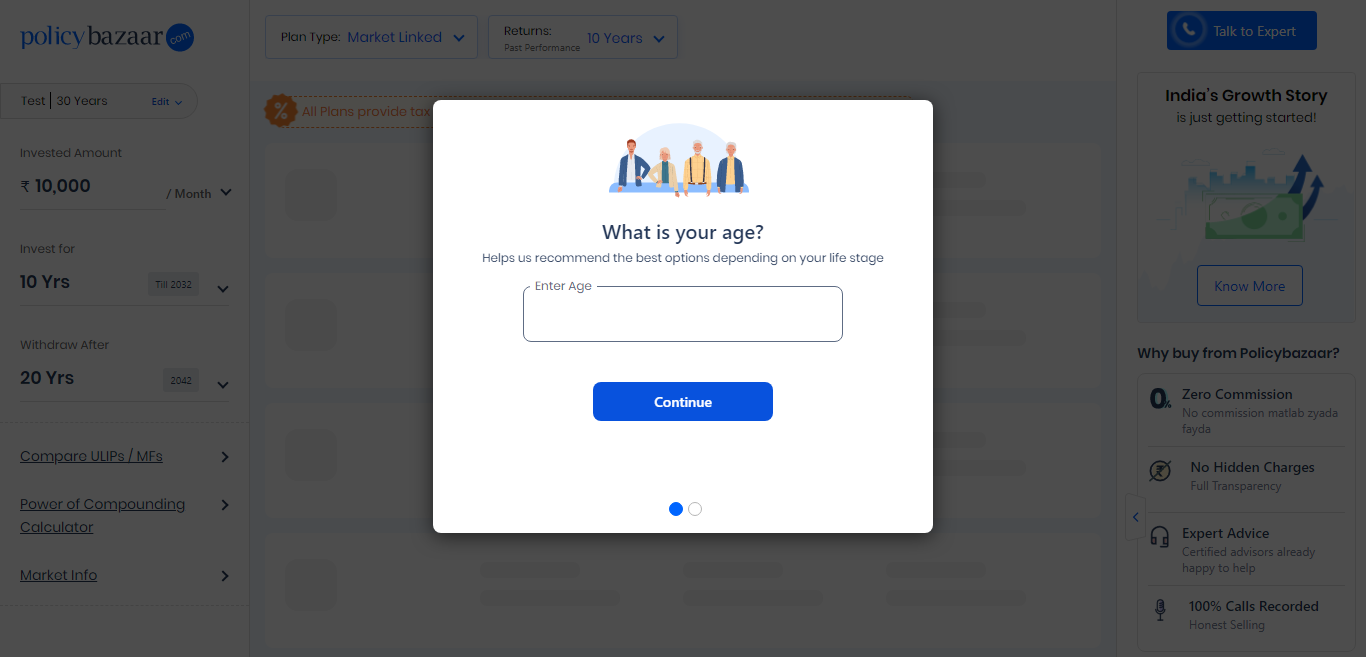 policybazaar.com
Test | 30 Years Edit
Invested Amount
₹ 10,000 / Month
Invest for
10 Yrs Till 2032
Withdraw After
20 Yrs 2042
Compare ULIPs / MFs
Power of Compounding
Calculator
Market Info
Plan Type: Market Linked
Returns:
Past Performance 10 Years
% All Plans provide tax
What is your age?
Helps us recommend the best options depending on your life stage
Enter Age
Continue
Talk to Expert
India's Growth Story
is just getting started!
Know More
Why buy from Policybazaar?
0%
Zero Commission
No commission matlab zyada
fayda
No Hidden Charges
Full Transparency
Expert Advice
Certified advisors already
happy to help
100% Calls Recorded
Honest Selling